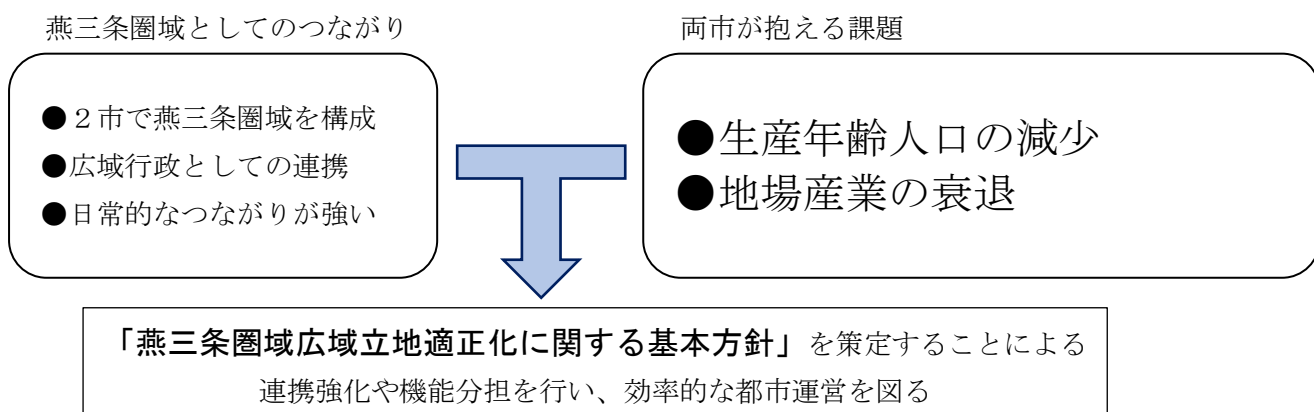 燕三条圏域としてのつながり
●２市で燕三条圏域を構成
●広域行政としての連携
●日常的なつながりが強い
両市が抱える課題
●生産年齢人口の減少
●地場産業の衰退
「燕三条圏域広域立地適正化に関する基本方針」を策定することによる
連携強化や機能分担を行い、効率的な都市運営を図る